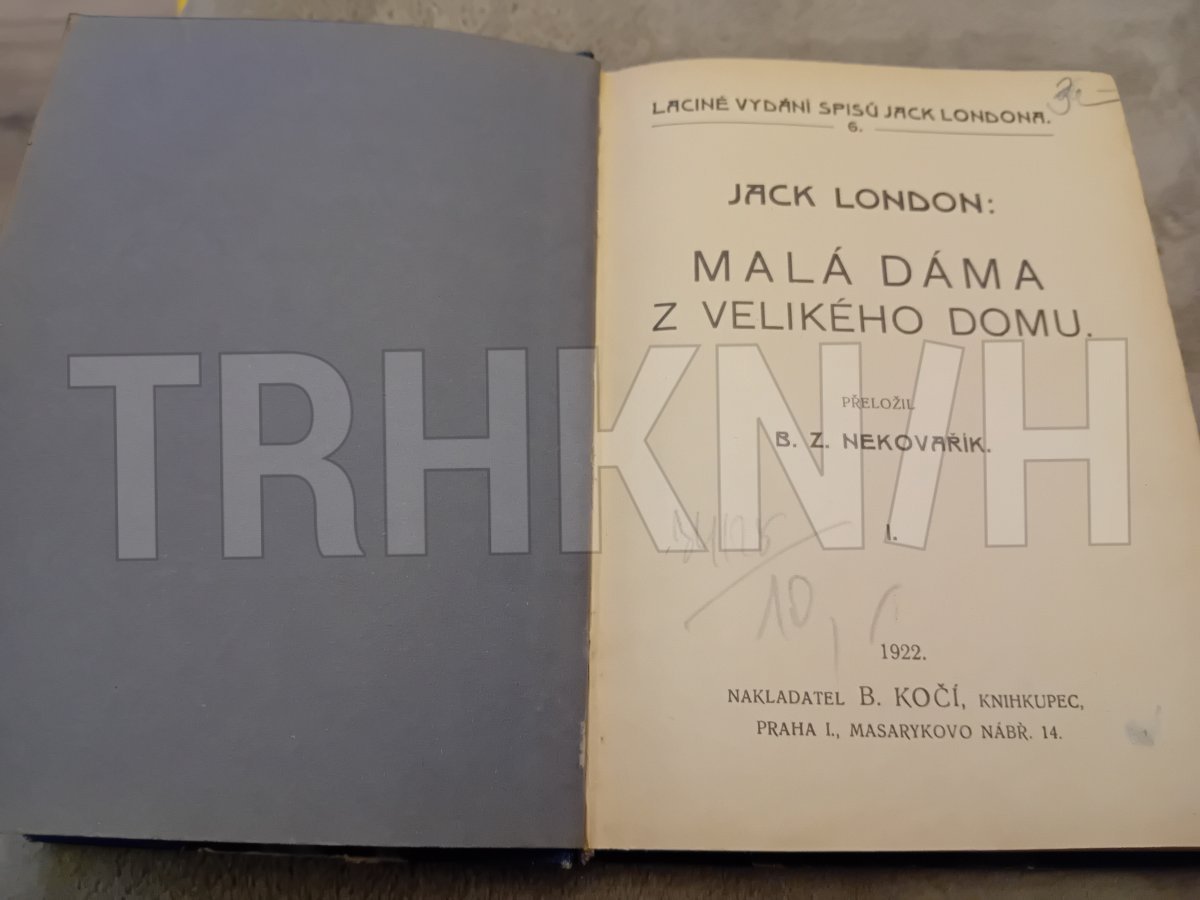 LACINÉ VYDÁNÍ SPISŮ JACK LONDONA.
6.
JACK LONDON:
MALÁ DÁMA
Z VELIKÉHO DOMU.
TRHKNIH
PŘELOŽIL
B. Z. NEKOVAŘÍK.
I.
10,
1922.
NAKLADATEL B. KOČÍ, KNIHKUPEC,
PRAHA I., MASARYKOVO NÁBŘ. 14.